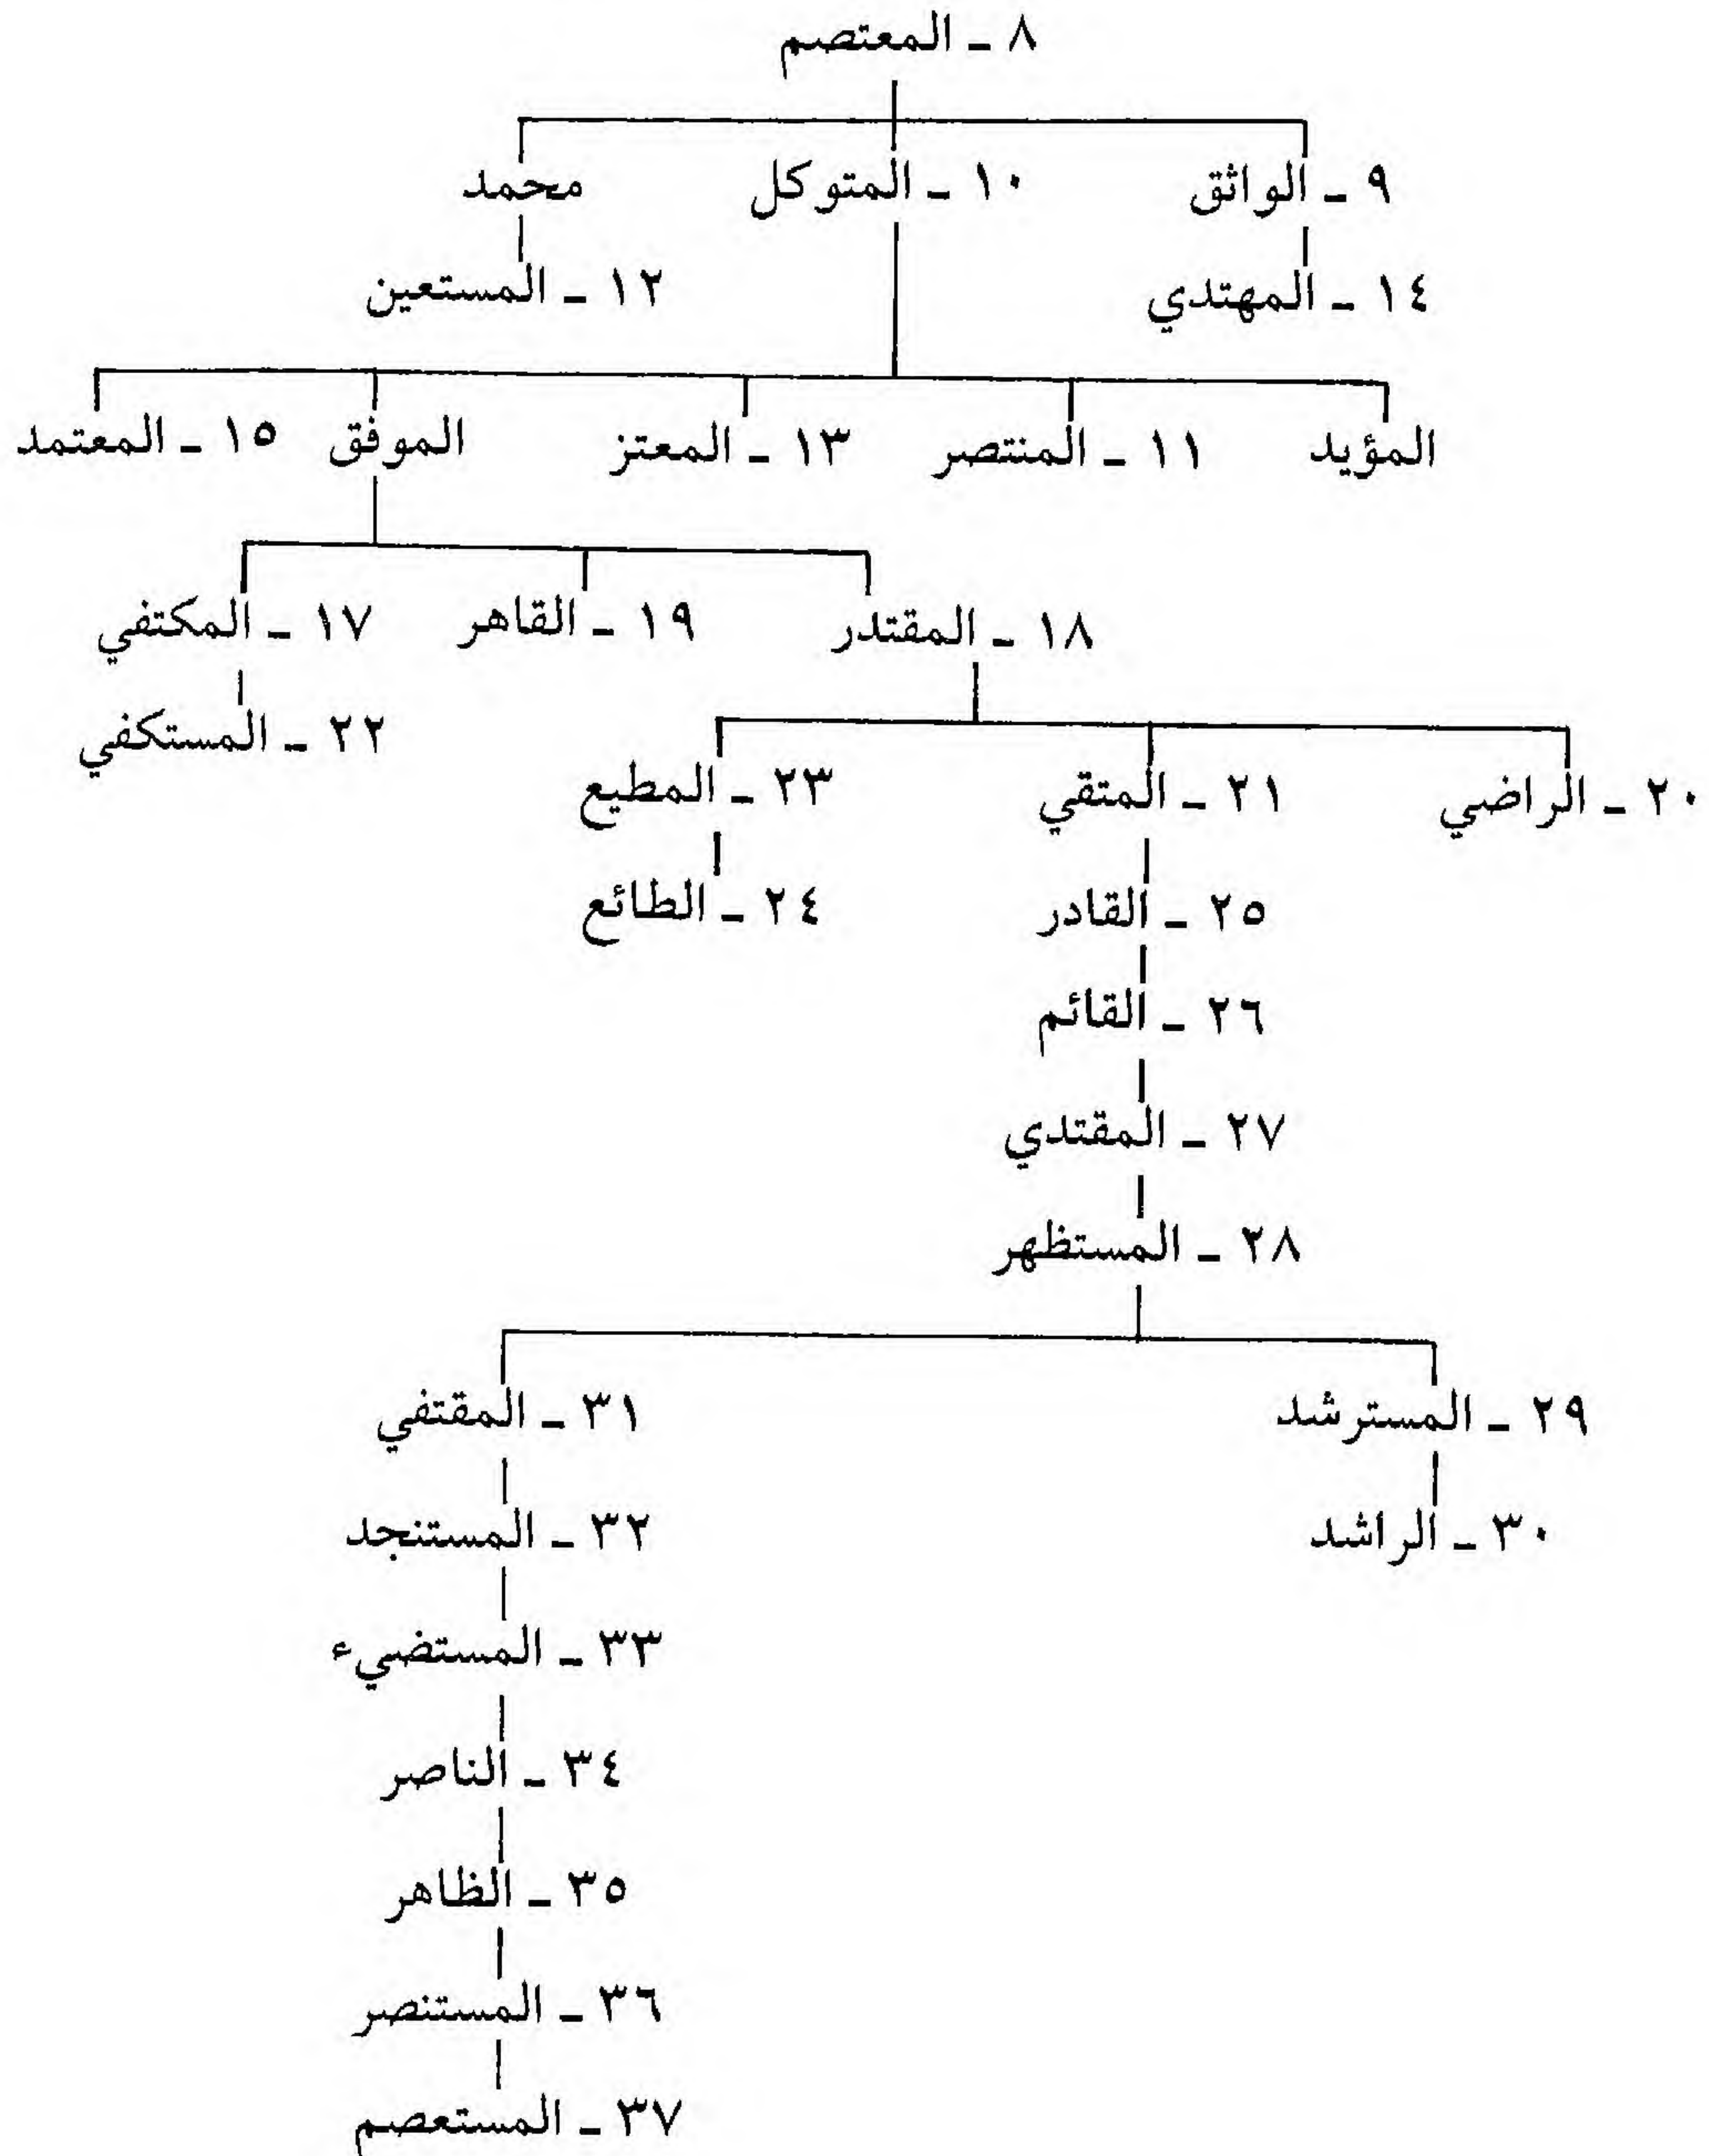 ٨ ـ المعتصم
٩ ـ الواثق ١٠ ـ المتوكل محمد
١٤ ـ المهتدي ١٢ ـ المستعين
المؤيد ١١ ـ المنتصر ١٣ ـ المعتز الموفق ١٥ ـ المعتمد
١٨ ـ المقتدر ١٩ ـ القاهر ١٧ ـ المكتفي
٢٢ ـ المستكفي
٢٠ ـ الراضي ٢١ ـ المتقي ٢٣ ـ المطيع
٢٥ ـ القادر ٢٤ ـ الطائع
٢٦ ـ القائم
٢٧ ـ المقتدي
٢٨ ـ المستظهر
٢٩ ـ المسترشد ٣١ ـ المقتفي
٣٠ ـ الراشد ٣٢ ـ المستنجد
٣٣ ـ المستضيء
٣٤ ـ الناصر
٣٥ ـ الظاهر
٣٦ ـ المستنصر
٣٧ ـ المستعصم